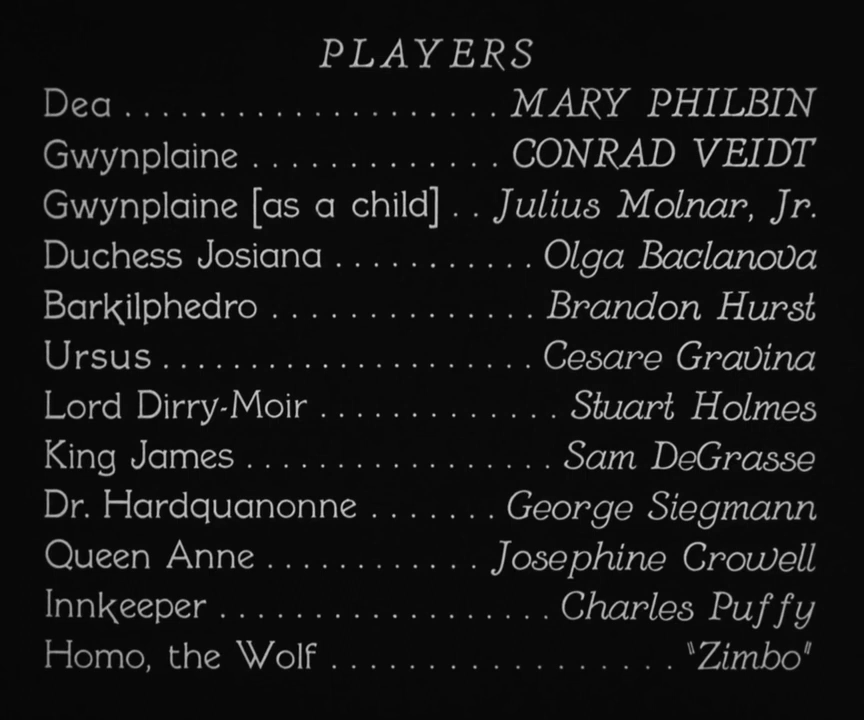 PLAYERS
Dea . . . . . . . . . . . . . . . . . . . . MARY PHILBIN
Gwynplaine . . . . . . . . . . . . . CONRAD VEIDT
Gwynplaine [as a child] . . Julius Molnar, Jr.
Duchess Josiana . . . . . . . . . . . Olga Baclanova
Barkilphedro . . . . . . . . . . . . . . Brandon Hurst
Ursus . . . . . . . . . . . . . . . . . . . . Cesare Gravina
Lord Dirry-Moir . . . . . . . . . . . . . Stuart Holmes
King James . . . . . . . . . . . . . . . . . Sam DeGrasse
Dr. Hardquanonne . . . . . . . George Siegmann
Queen Anne . . . . . . . . . . . . Josephine Crowell
Innkeeper . . . . . . . . . . . . . . . . . . Charles Puffy
Homo, the Wolf . . . . . . . . . . . . . . . . . . . "Zimbo"